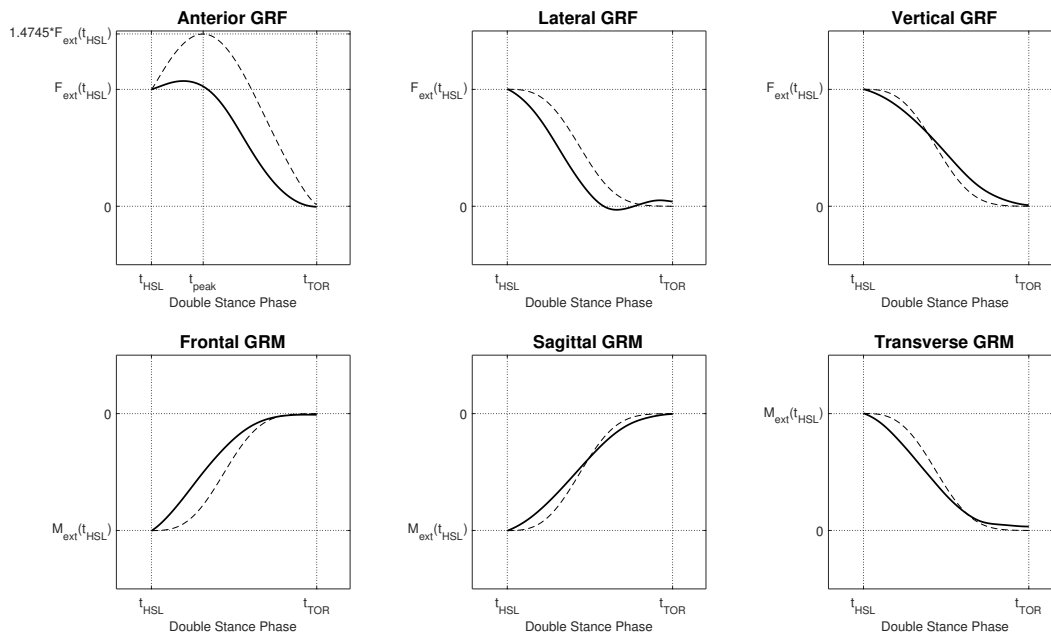 Anterior GRF
1.4745*F_ext(t_HSL)
F_ext(t_HSL)
0
t_HSL t_peak t_TOR
Double Stance Phase
Lateral GRF
F_ext(t_HSL)
0
t_HSL t_TOR
Double Stance Phase
Vertical GRF
F_ext(t_HSL)
0
t_HSL t_TOR
Double Stance Phase
Frontal GRM
0
M_ext(t_HSL)
t_HSL t_TOR
Double Stance Phase
Sagittal GRM
0
M_ext(t_HSL)
t_HSL t_TOR
Double Stance Phase
Transverse GRM
M_ext(t_HSL)
0
t_HSL t_TOR
Double Stance Phase